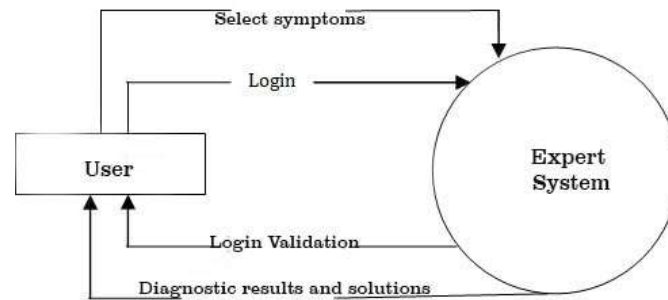 Select symptoms
Login
User
Expert
System
Login Validation
Diagnostic results and solutions